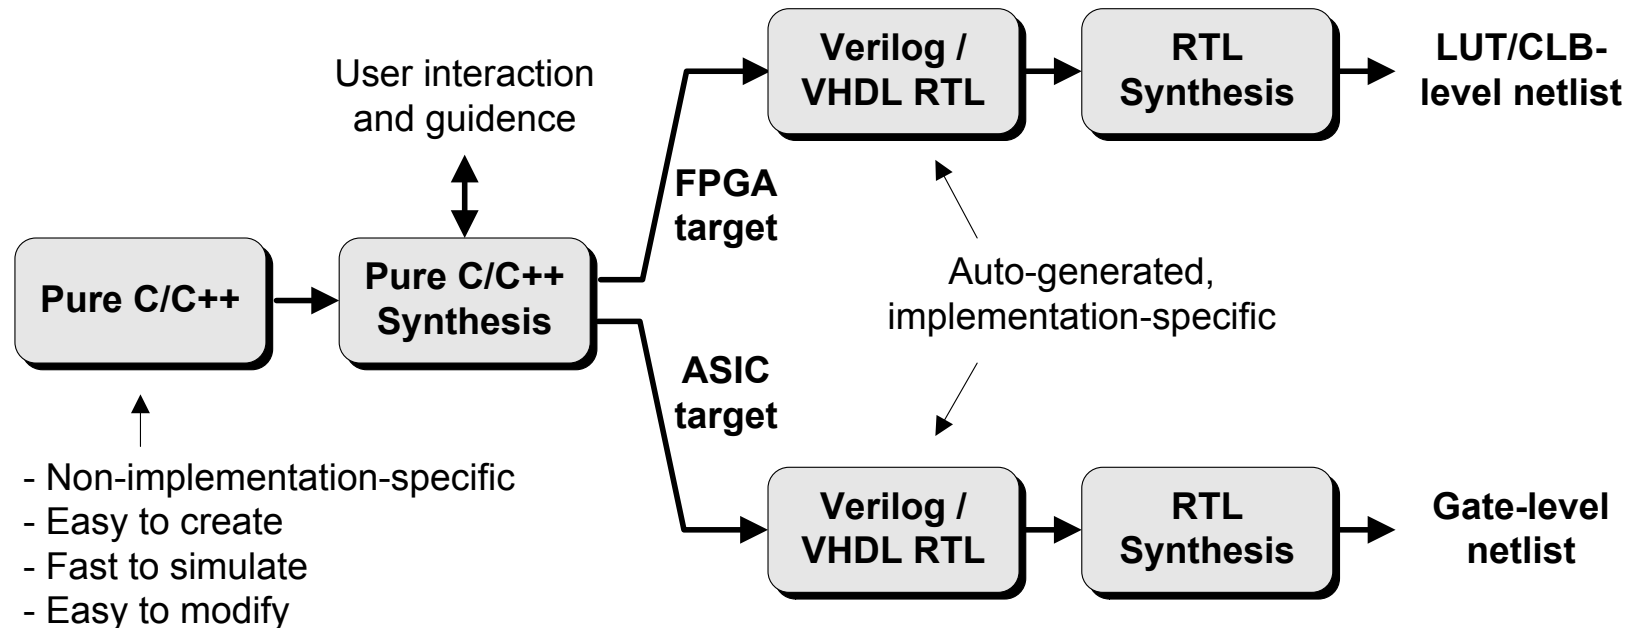 User interaction
and guidence
Verilog /
VHDL RTL
RTL
Synthesis
LUT/CLB-
level netlist
FPGA
target
Pure C/C++
Pure C/C++
Synthesis
Auto-generated,
implementation-specific
ASIC
target
- Non-implementation-specific
- Easy to create
- Fast to simulate
- Easy to modify
Verilog /
VHDL RTL
RTL
Synthesis
Gate-level
netlist